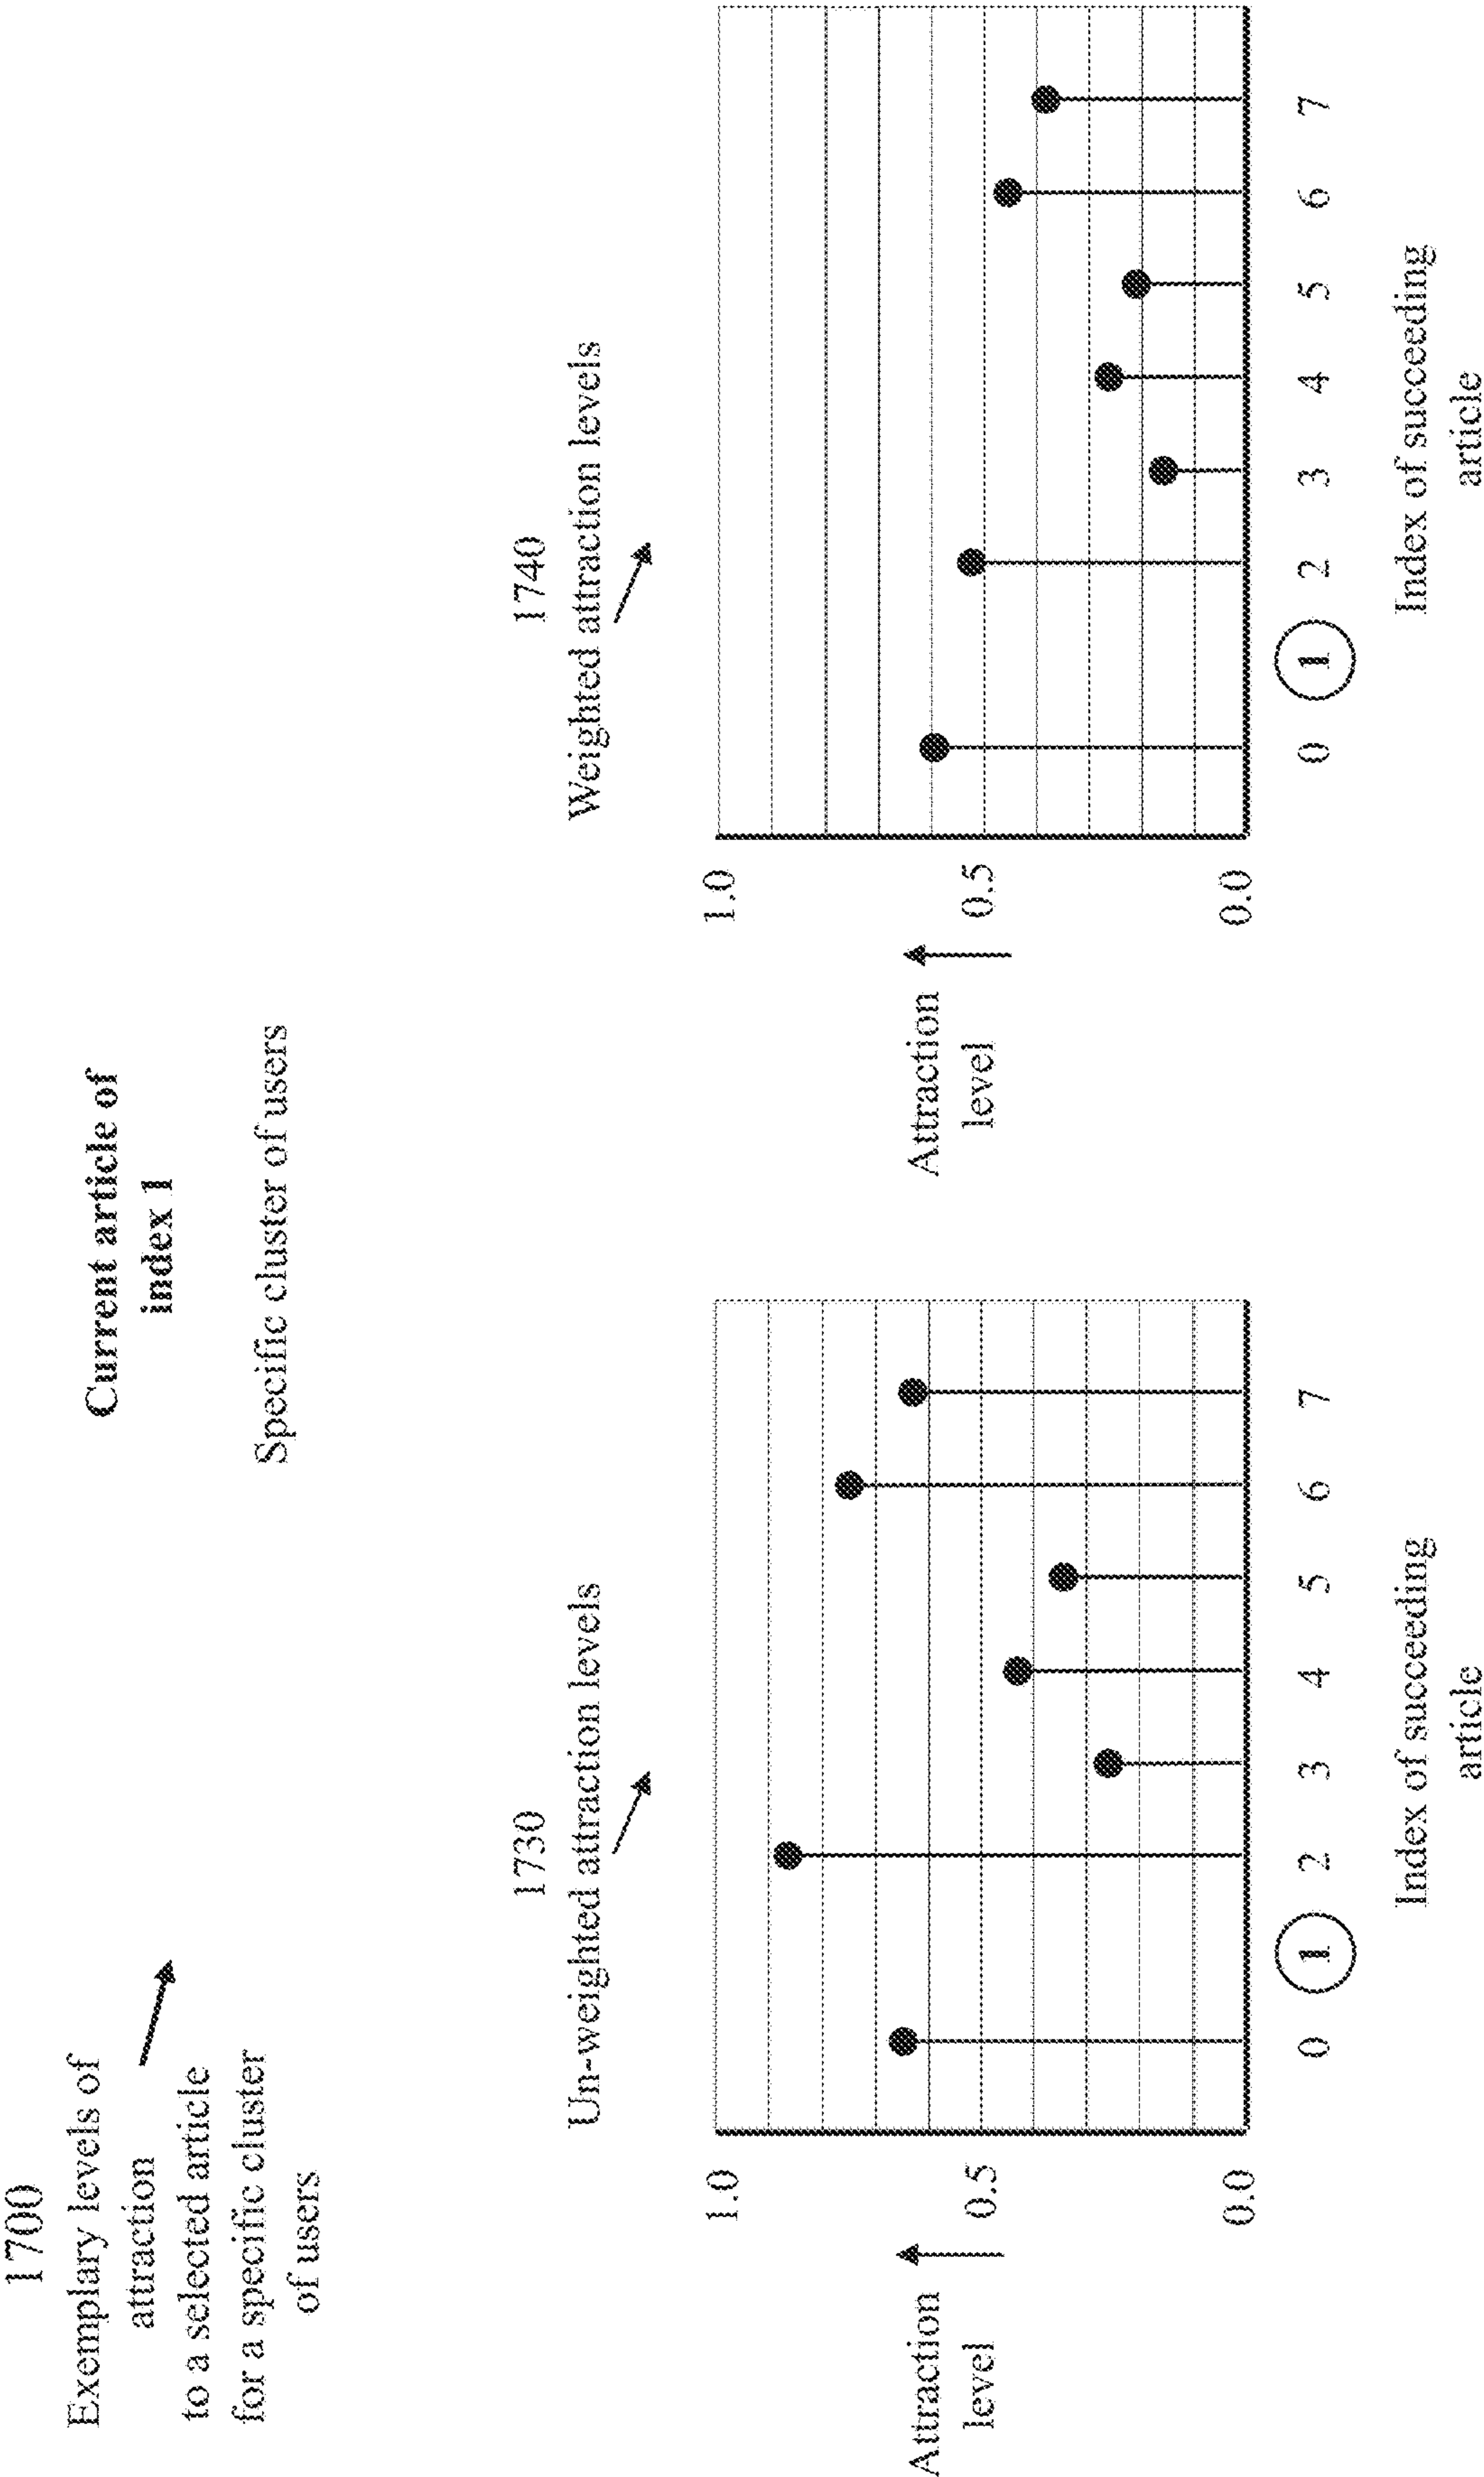 1700
Exemplary levels of
attraction
to a selected article
for a specific cluster
of users
Current article of
index 1
Specific cluster of users
1730
Un-weighted attraction levels
Attraction
level
1.0
0.5
0.0
0 1 2 3 4 5 6 7
Index of succeeding
article
1740
Weighted attraction levels
Attraction
level
1.0
0.5
0.0
0 1 2 3 4 5 6 7
Index of succeeding
article